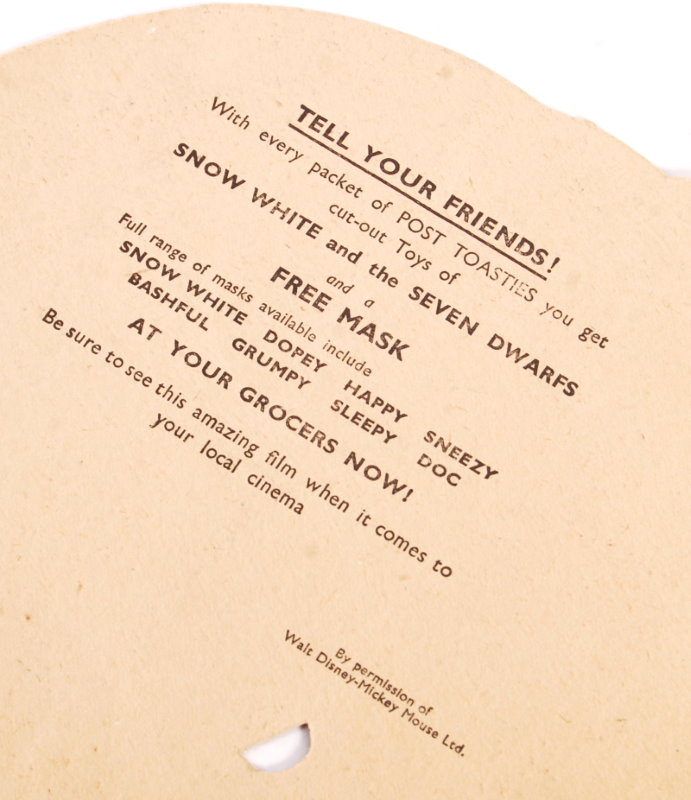 TELL YOUR FRIENDS!
With every packet of POST TOASTIES you get
cut-out Toys of
SNOW WHITE and the SEVEN DWARFS
and a
FREE MASK
Full range of masks available include
SNOW WHITE DOPEY HAPPY SNEEZY
BASHFUL GRUMPY SLEEPY DOC
AT YOUR GROCERS NOW!
Be sure to see this amazing film when it comes to
your local cinema
By permission of
Walt Disney-Mickey Mouse Ltd.